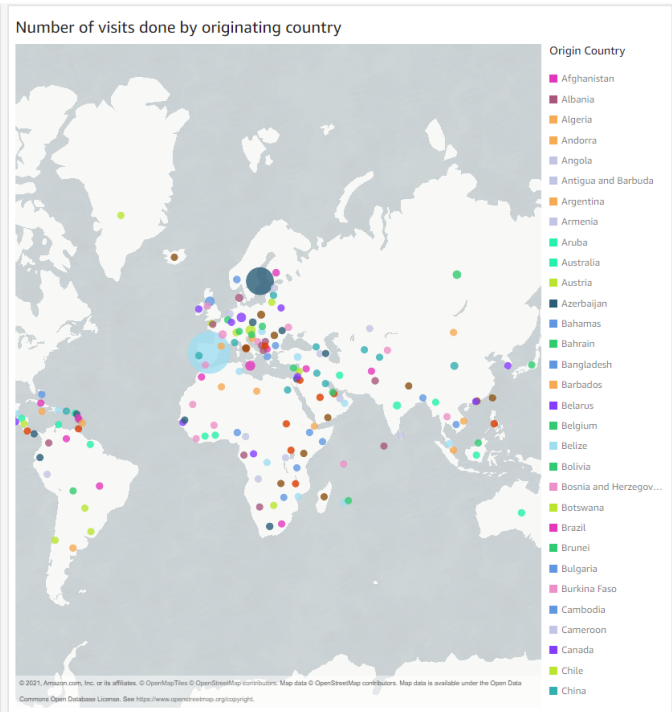 Number of visits done by originating country
Origin Country
Afghanistan
Albania
Algeria
Andorra
Angola
Antigua and Barbuda
Argentina
Armenia
Aruba
Australia
Austria
Azerbaijan
Bahamas
Bahrain
Bangladesh
Barbados
Belarus
Belgium
Belize
Bolivia
Bosnia and Herzegov...
Botswana
Brazil
Brunei
Bulgaria
Burkina Faso
Cambodia
Cameroon
Canada
Chile
China
© 2021, Amazon.com, Inc. or its affiliates. © OpenMapTiles © OpenStreetMap contributors. Map data © OpenStreetMap contributors. Map data is available under the Open Data
Commons Open Database License. See https://www.openstreetmap.org/copyright.